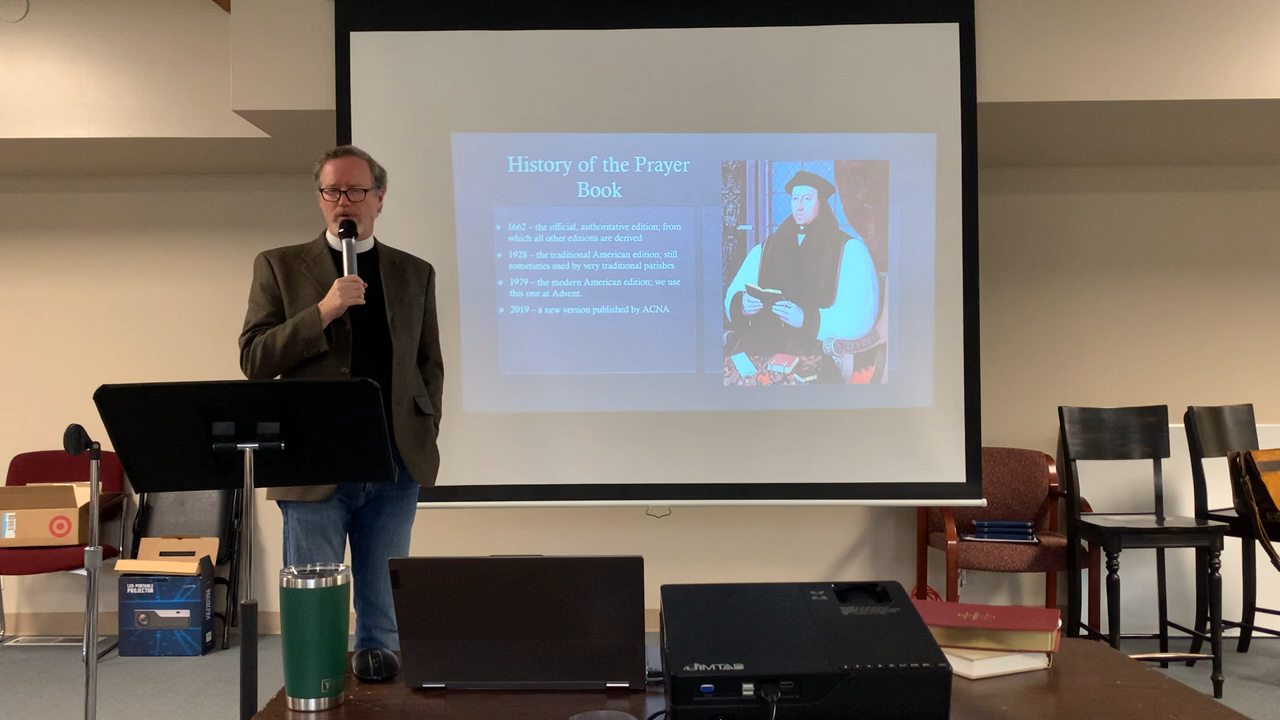 History of the Prayer
Book
1662 – the official, authoritative edition; from
which all other editions are derived
1928 – the traditional American edition; still
sometimes used by very traditional parishes
1979 – the modern American edition; we use
this one at Advent.
2019 – a new version published by ACNA
LED PORTABLE
PROJECTOR